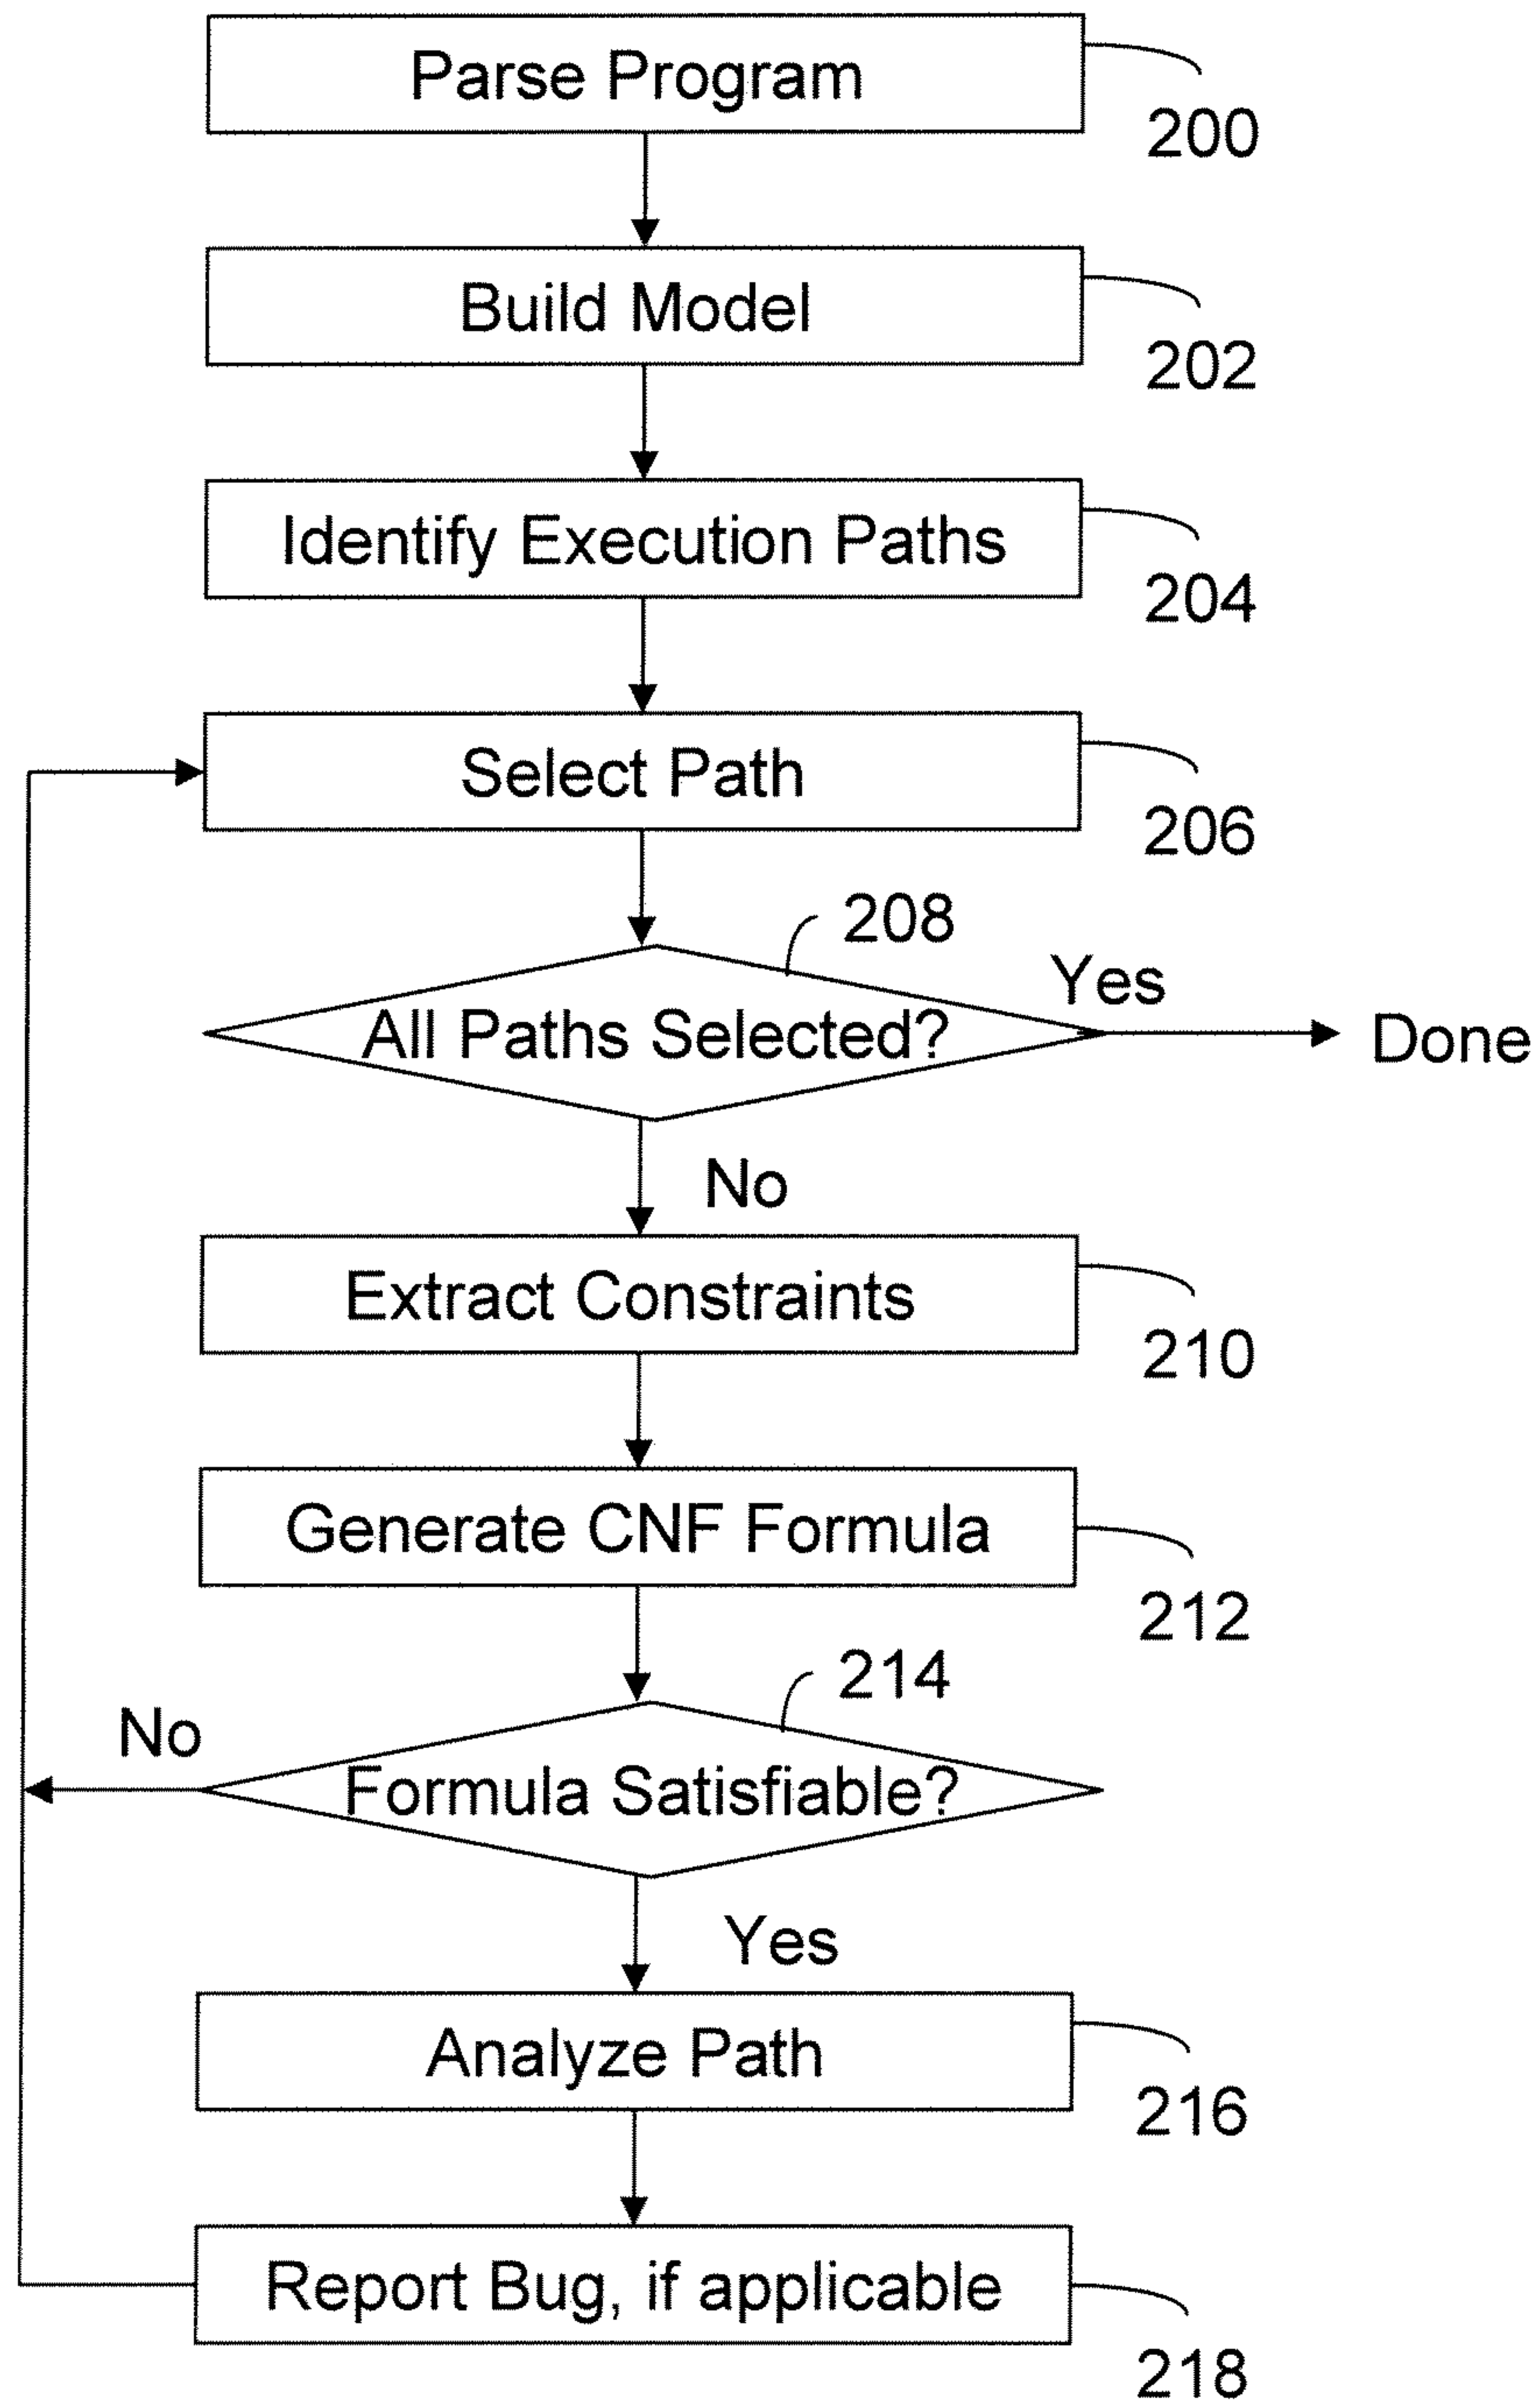 Parse Program
200
Build Model
202
Identify Execution Paths
204
Select Path
206
208
Yes
All Paths Selected?
Done
No
Extract Constraints
210
Generate CNF Formula
212
214
No
Formula Satisfiable?
Yes
Analyze Path
216
Report Bug, if applicable
218